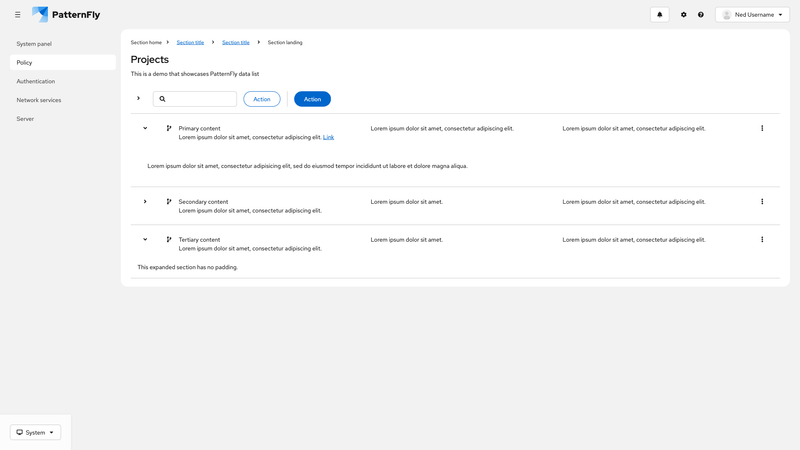 PatternFly
Ned Username
System panel
Policy
Authentication
Network services
Server
Section home
Section title
Section title
Section landing
Projects
This is a demo that showcases PatternFly data list
Action
Action
Primary content
Lorem ipsum dolor sit amet, consectetur adipiscing elit. Link
Lorem ipsum dolor sit amet, consectetur adipiscing elit.
Lorem ipsum dolor sit amet, consectetur adipiscing elit.
Lorem ipsum dolor sit amet, consectetur adipisicing elit, sed do eiusmod tempor incididunt ut labore et dolore magna aliqua.
Secondary content
Lorem ipsum dolor sit amet, consectetur adipiscing elit.
Lorem ipsum dolor sit amet.
Lorem ipsum dolor sit amet, consectetur adipiscing elit.
Tertiary content
Lorem ipsum dolor sit amet, consectetur adipiscing elit.
Lorem ipsum dolor sit amet.
Lorem ipsum dolor sit amet, consectetur adipiscing elit.
This expanded section has no padding.
System